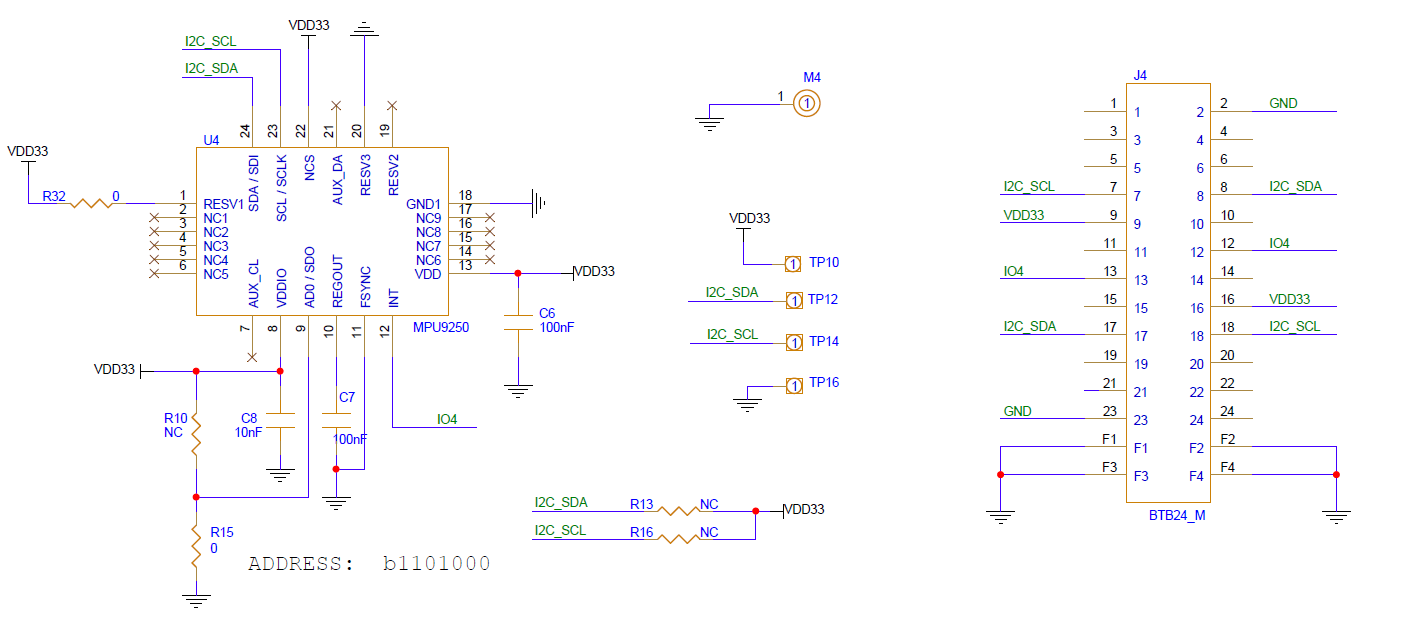 I2C_SCL
I2C_SDA
VDD33
24
23
22
21
20
19
U4
SDA / SDI
SCL / SCLK
NCS
AUX_DA
RESV3
RESV2
VDD33
R32
0
1
RESV1
2
NC1
3
NC2
4
NC3
5
NC4
6
NC5
GND1
18
NC9
17
NC8
16
NC7
15
NC6
14
VDD
13
AUX_CL
VDDIO
AD0 / SDO
REGOUT
FSYNC
INT
MPU9250
7
8
9
10
11
12
VDD33
C6
100nF
VDD33
R10
NC
C8
10nF
C7
100nF
IO4
R15
0
ADDRESS: b1101000
M4
1
1
VDD33
1
TP10
I2C_SDA
1
TP12
I2C_SCL
1
TP14
1
TP16
I2C_SDA
R13
NC
VDD33
I2C_SCL
R16
NC
J4
1
1
2
2
GND
3
3
4
4
5
5
6
6
I2C_SCL
7
7
8
8
I2C_SDA
VDD33
9
9
10
10
11
11
12
12
IO4
IO4
13
13
14
14
15
15
16
16
VDD33
I2C_SDA
17
17
18
18
I2C_SCL
19
19
20
20
21
21
22
22
GND
23
23
24
24
F1
F1
F2
F2
F3
F3
F4
F4
BTB24_M